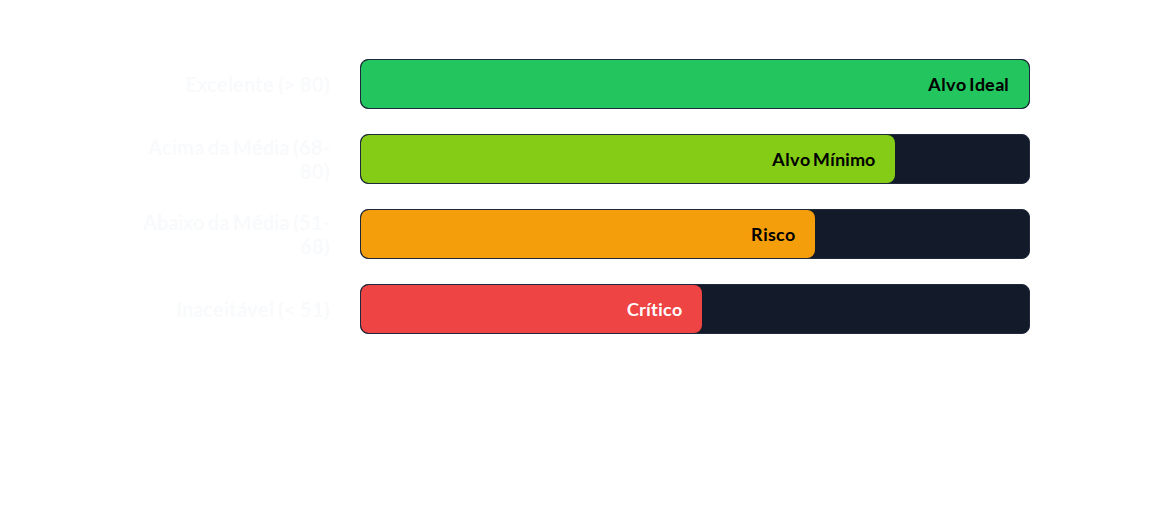 Excelente (> 80)
Alvo Ideal
Acima da Média (68-
80)
Alvo Mínimo
Abaixo da Média (51-
68)
Risco
Inaceitável (< 51)
Crítico